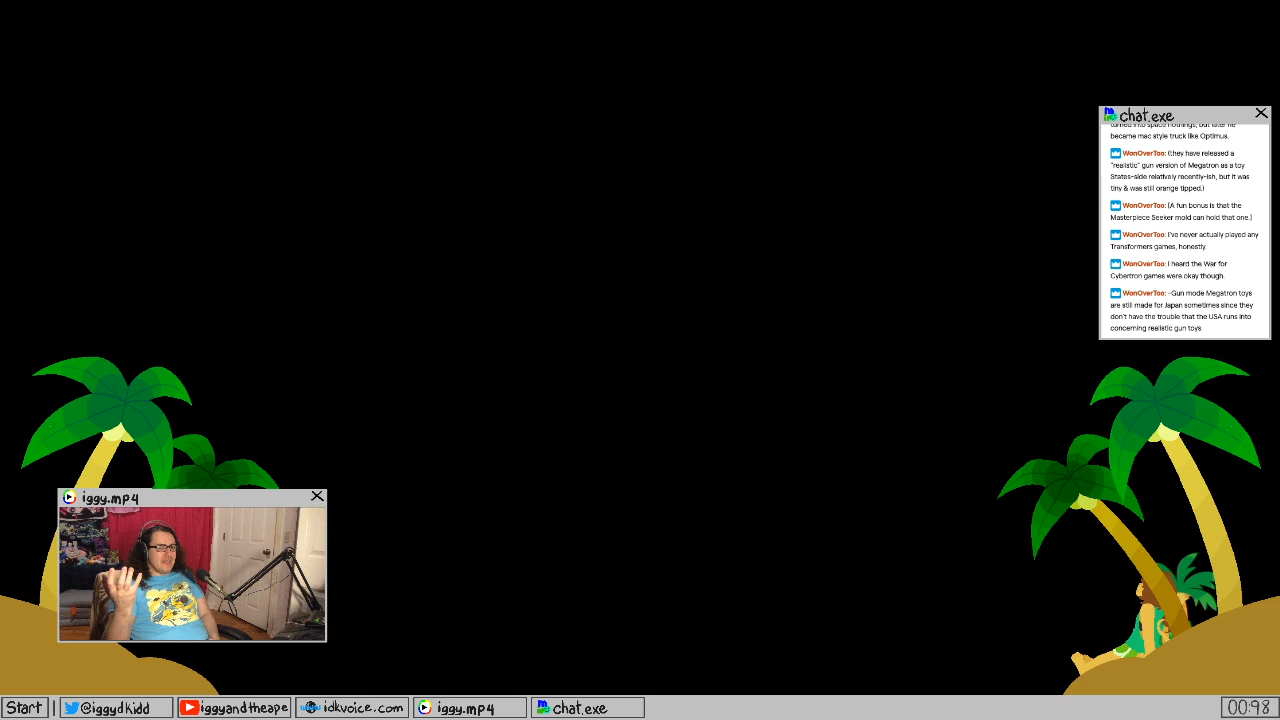 chat.exe
turned into space nothings, but later he
became mac style truck like Optimus.
WonOverToo: (they have released a
"realistic" gun version of Megatron as a toy
States-side relatively recently-ish, but it was
tiny & was still orange tipped.)
WonOverToo: [A fun bonus is that the
Masterpiece Seeker mold can hold that one.]
WonOverToo: I've never actually played any
Transformers games, honestly.
WonOverToo: I heard the War for
Cybertron games were okay though.
WonOverToo: -Gun mode Megatron toys
are still made for Japan sometimes since they
don't have the trouble that the USA runs into
concerning realistic gun toys.
iggy.mp4
Start | @iggydkidd iggyandtheape idkvoice.com iggy.mp4 chat.exe 00:98